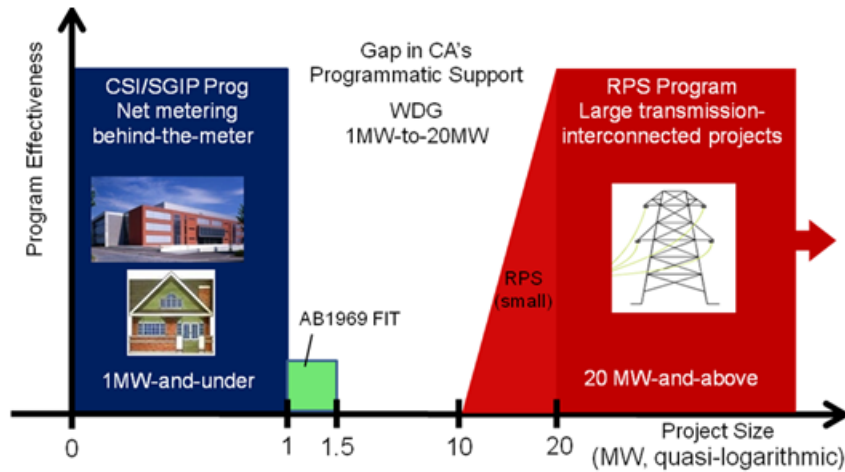 Program Effectiveness
CSI/SGIP Prog
Net metering
behind-the-meter
1MW-and-under
AB1969 FIT
Gap in CA's
Programmatic Support
WDG
1MW-to-20MW
RPS
(small)
RPS Program
Large transmission-
interconnected projects
20 MW-and-above
0
1
1.5
10
20
Project Size
(MW, quasi-logarithmic)